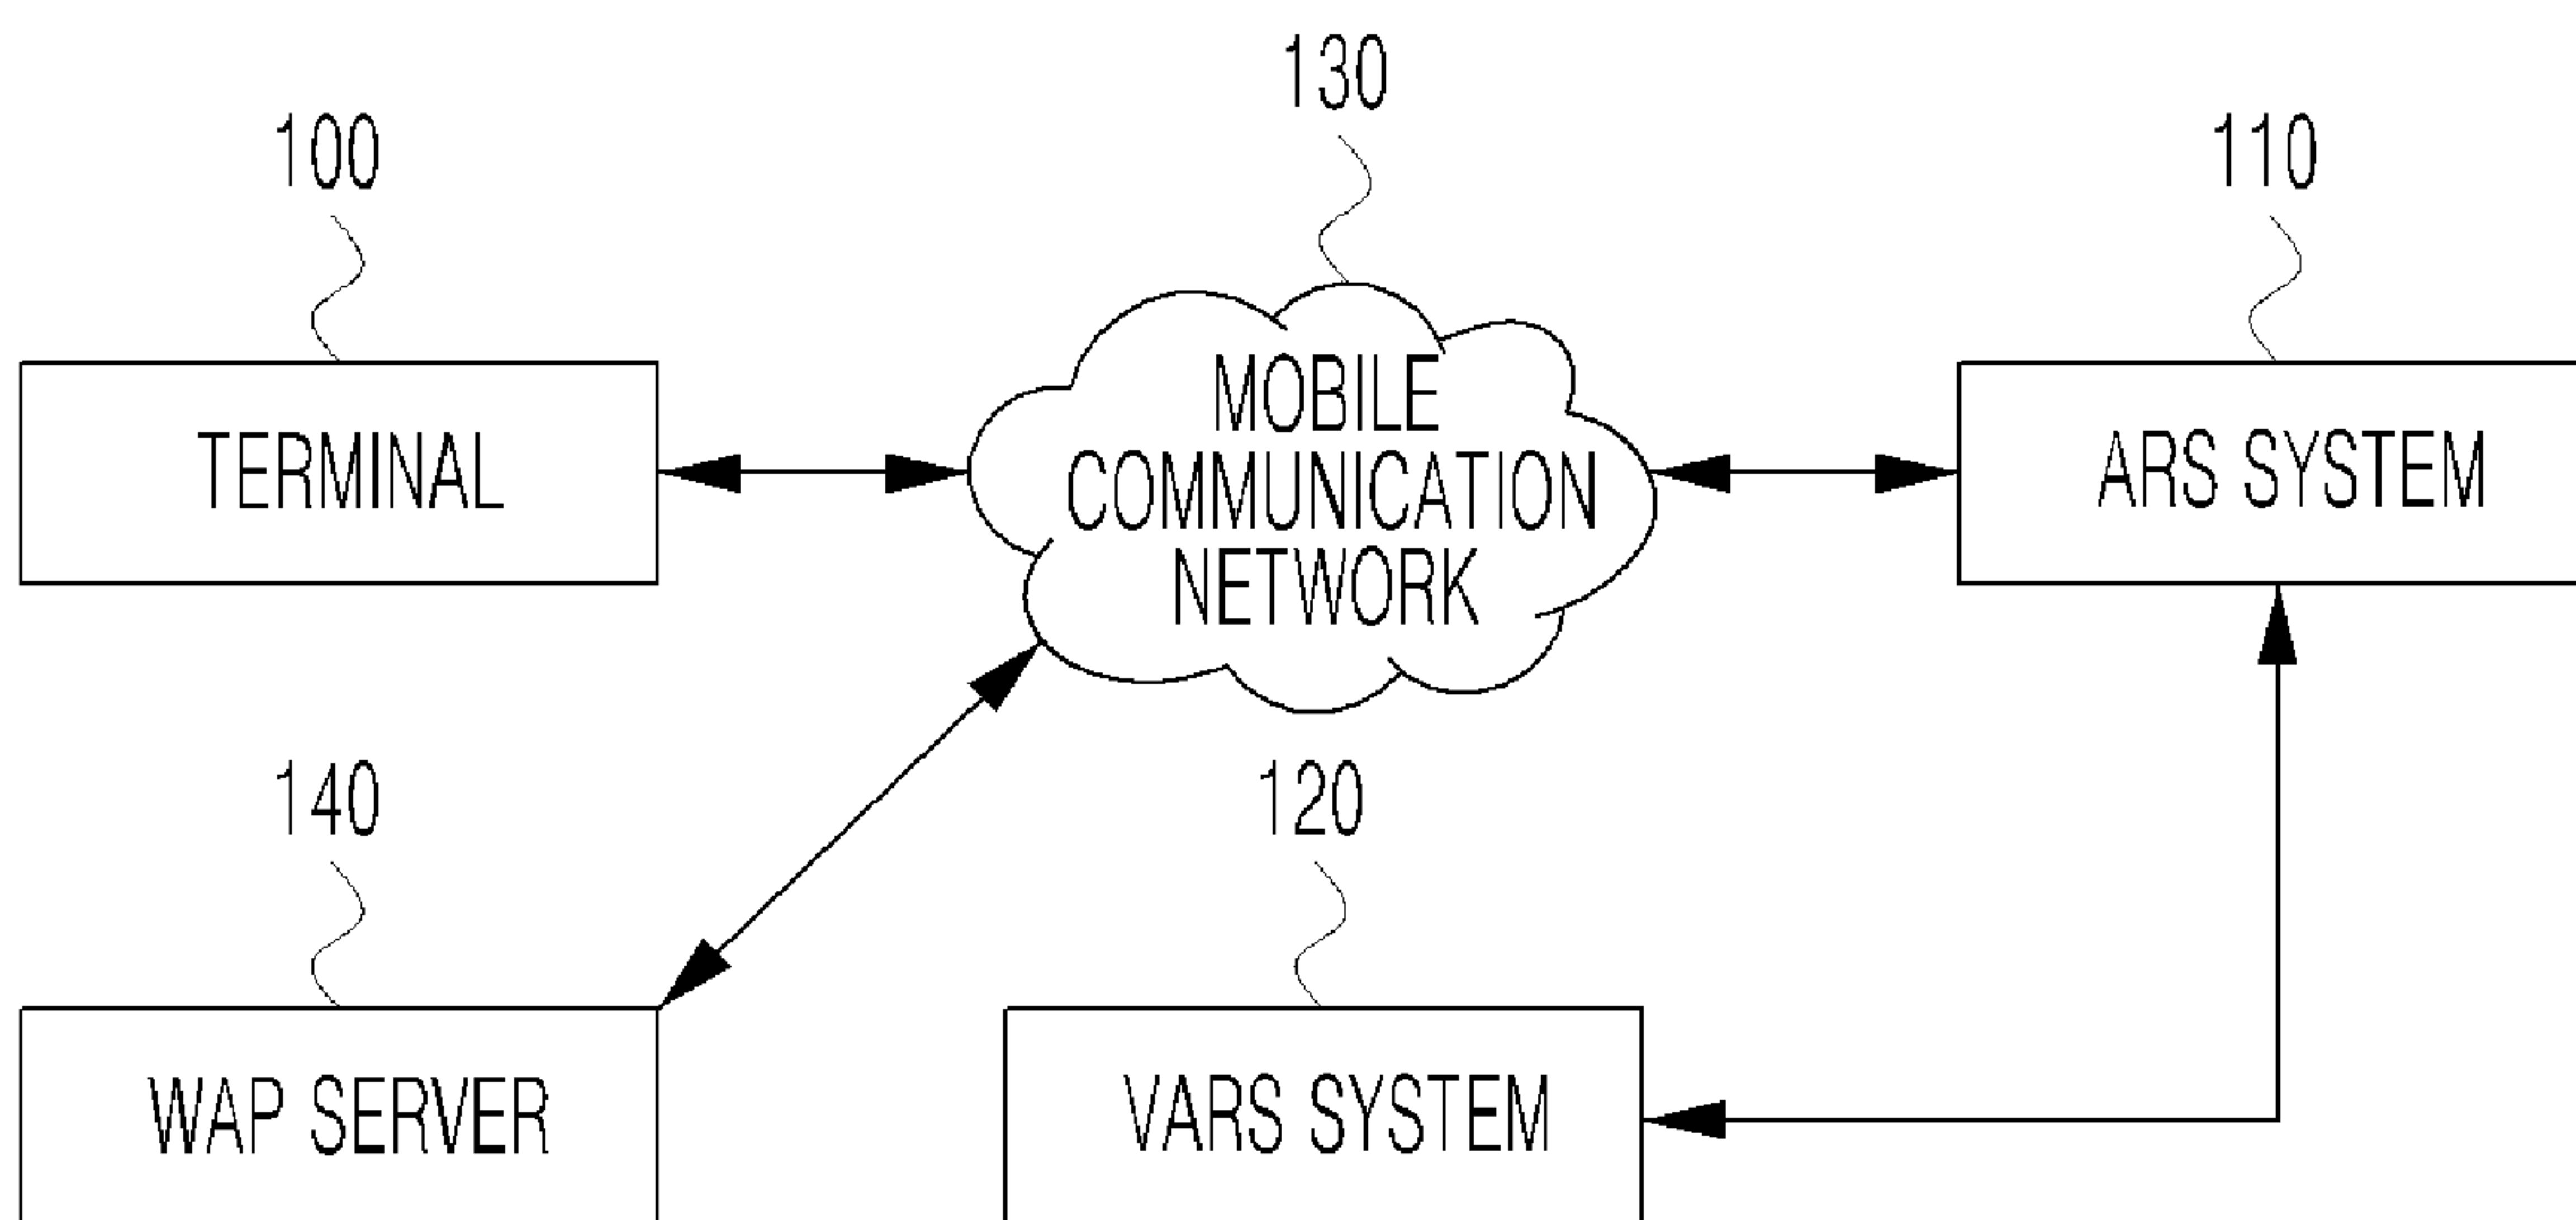 130
100
110
MOBILE
COMMUNICATION
NETWORK
TERMINAL
ARS SYSTEM
140
120
WAP SERVER
VARS SYSTEM